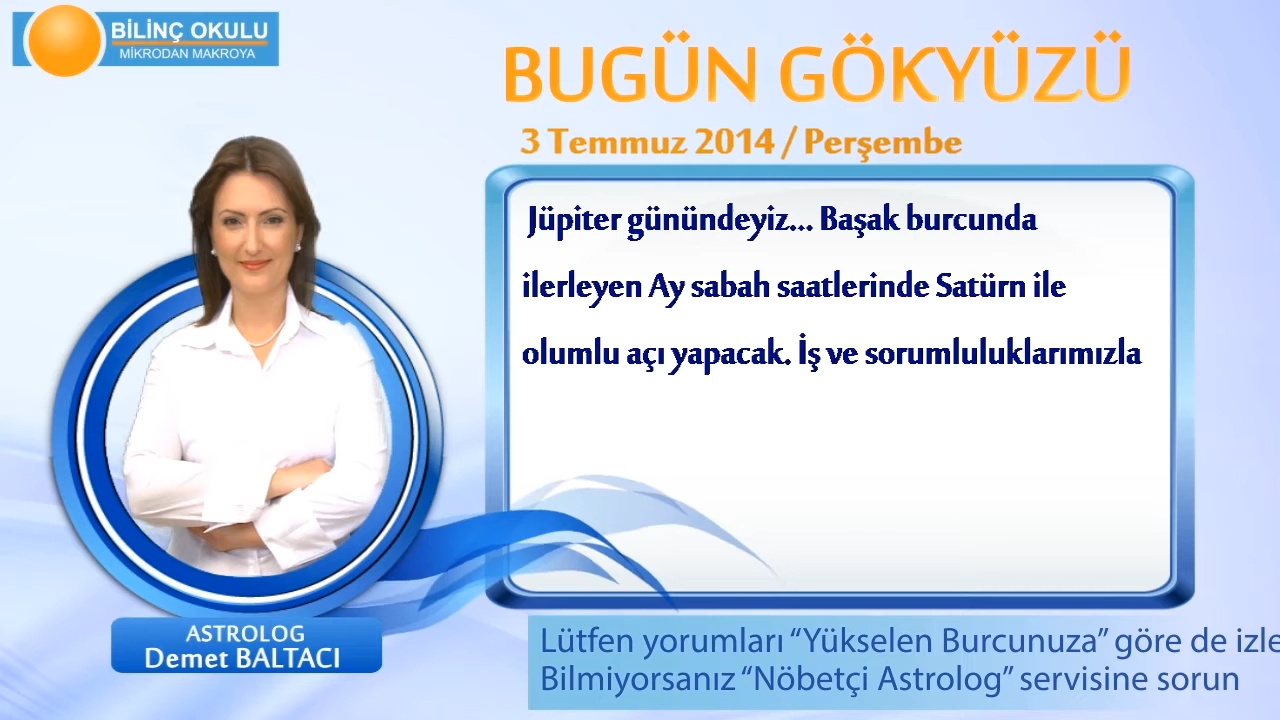 BİLİNÇ OKULU
MİKRODAN MAKROYA
BUGÜN GÖKYÜZÜ
3 Temmuz 2014 / Perşembe
Jüpiter günündeyiz... Başak burcunda
ilerleyen Ay sabah saatlerinde Satürn ile
olumlu açı yapacak. İş ve sorumluluklarımızla
ASTROLOG
Demet BALTACI
Lütfen yorumları “Yükselen Burcunuza” göre de izle
Bilmiyorsanız “Nöbetçi Astrolog” servisine sorun